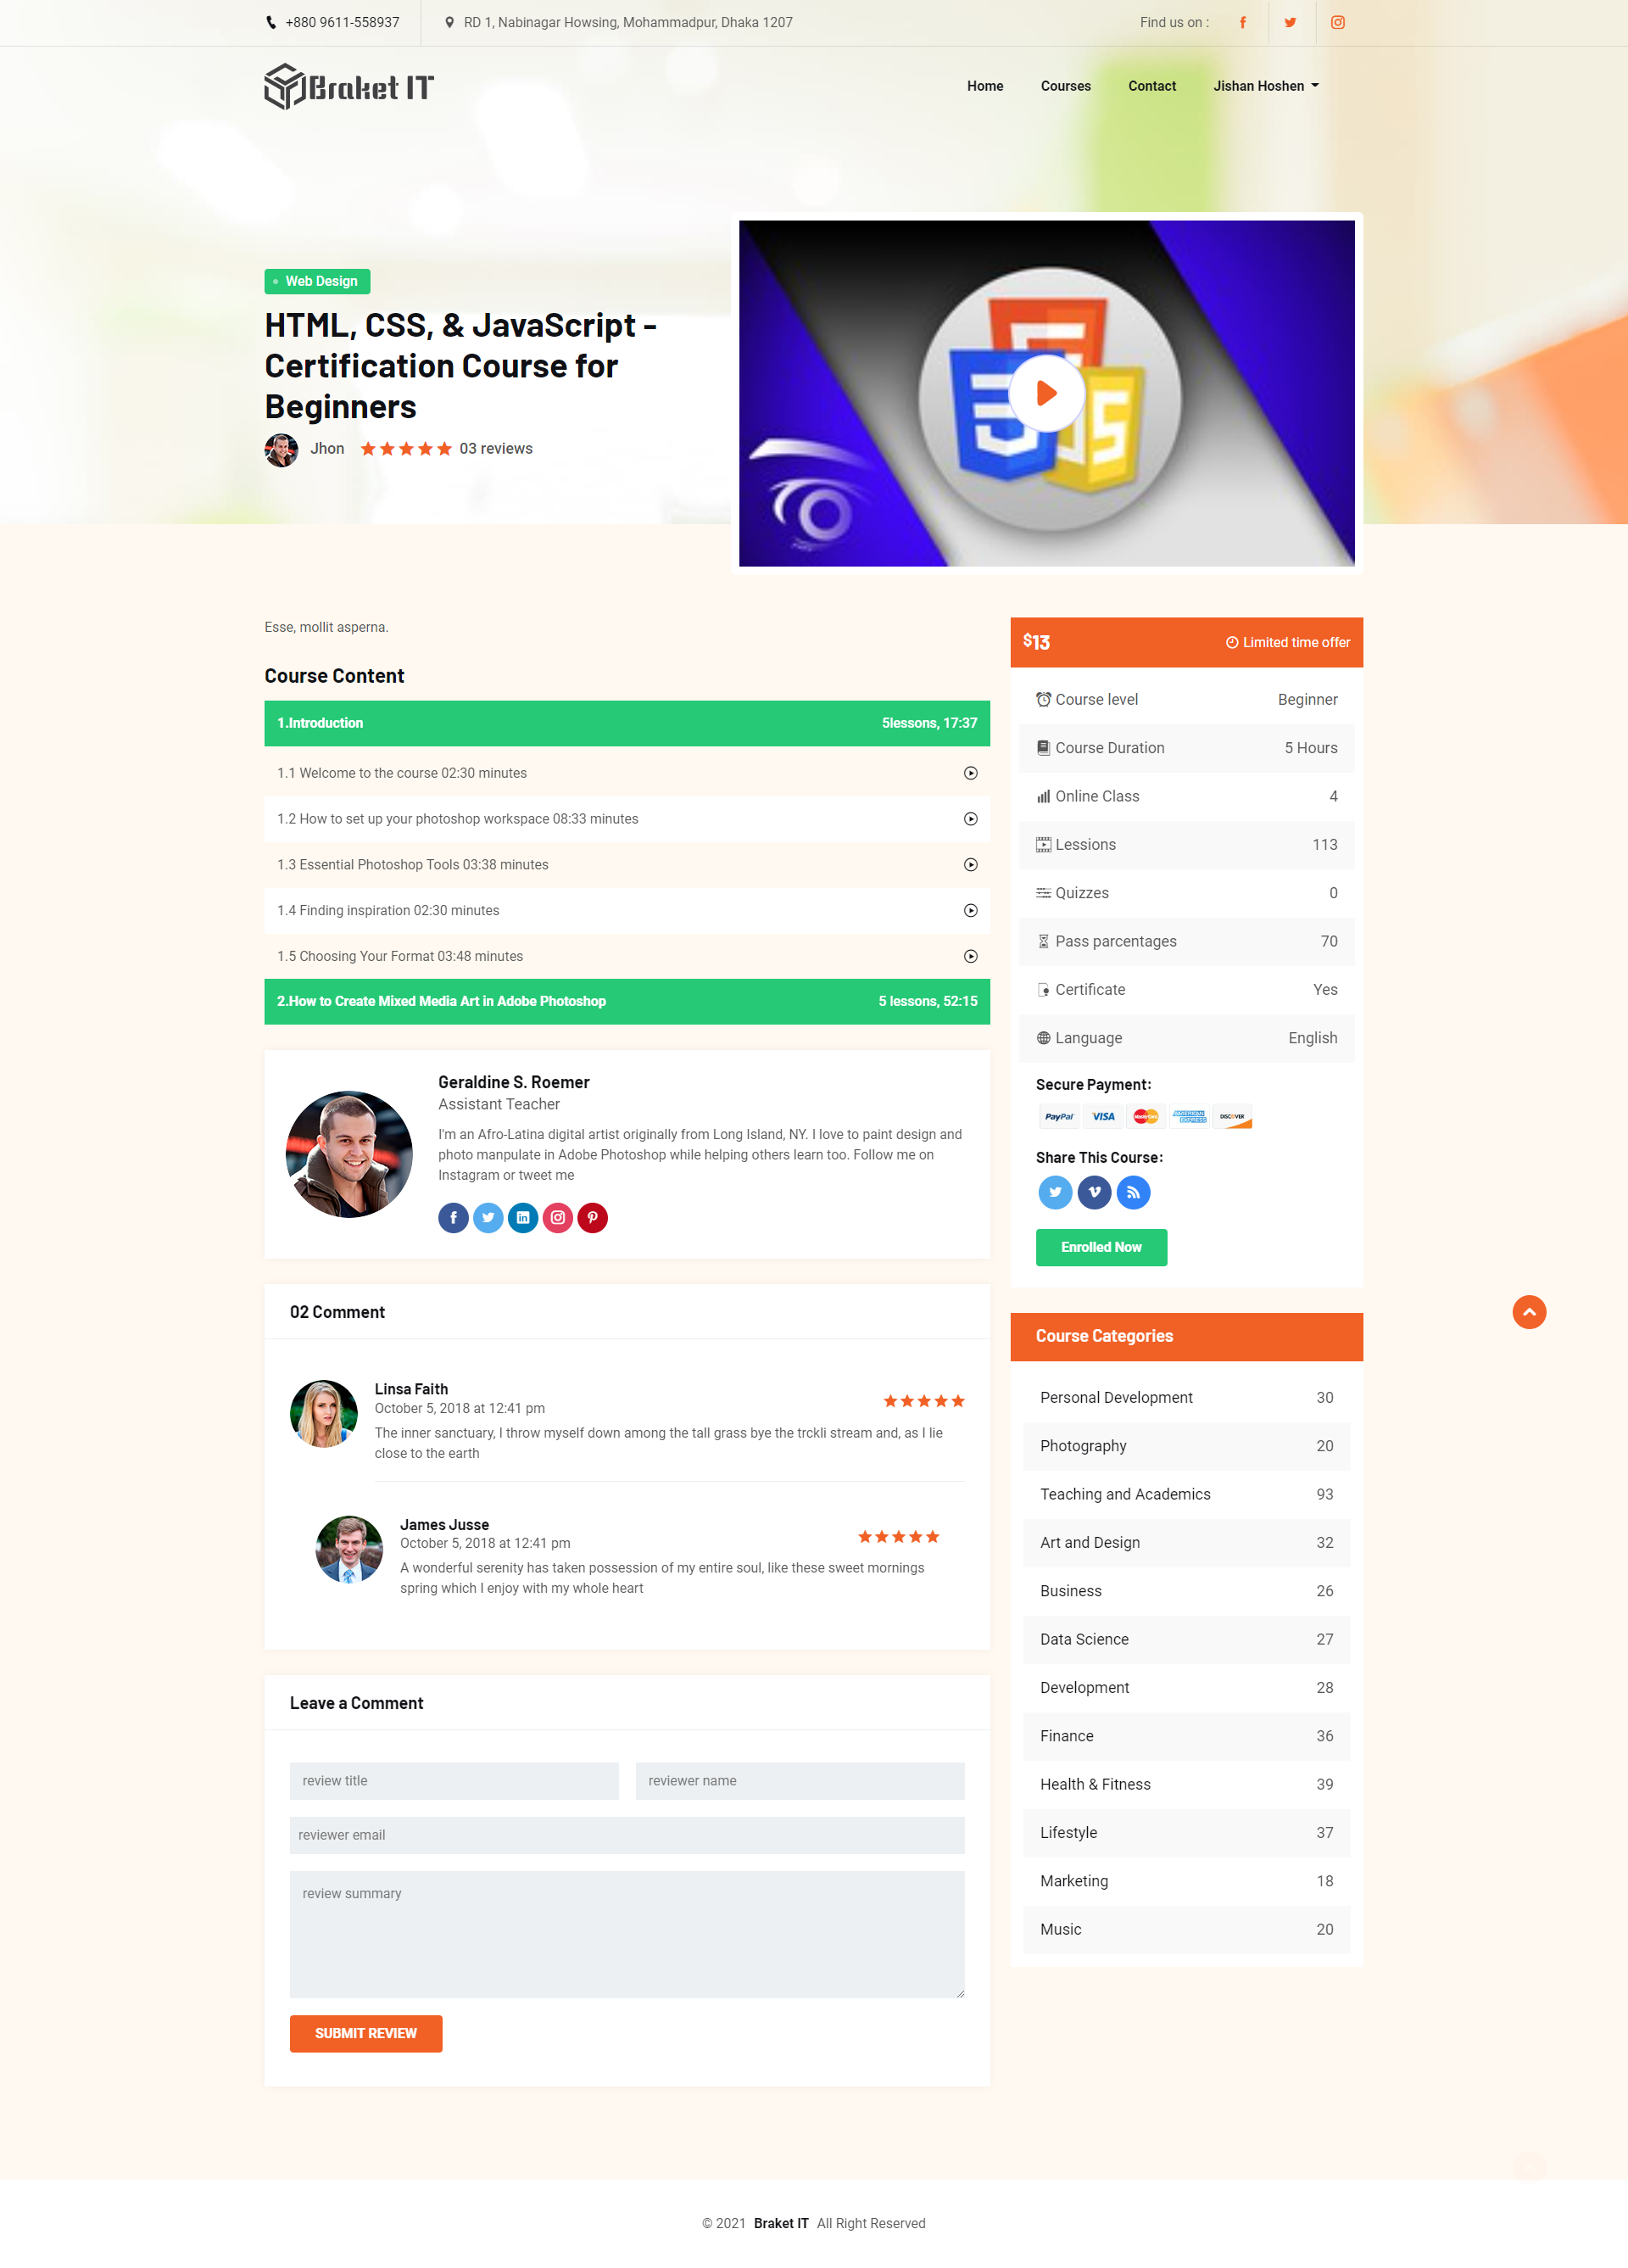 +880 9611-558937
RD 1, Nabinagar Howsing, Mohammadpur, Dhaka 1207
Find us on :
Braket IT
Home
Courses
Contact
Jishan Hoshen
Web Design
HTML, CSS, & JavaScript -
Certification Course for
Beginners
Jhon
03 reviews
JS
Esse, mollit asperna.
Course Content
1.Introduction
5lessons, 17:37
1.1 Welcome to the course 02:30 minutes
1.2 How to set up your photoshop workspace 08:33 minutes
1.3 Essential Photoshop Tools 03:38 minutes
1.4 Finding inspiration 02:30 minutes
1.5 Choosing Your Format 03:48 minutes
2.How to Create Mixed Media Art in Adobe Photoshop
5 lessons, 52:15
Geraldine S. Roemer
Assistant Teacher
I'm an Afro-Latina digital artist originally from Long Island, NY. I love to paint design and
photo manpulate in Adobe Photoshop while helping others learn too. Follow me on
Instagram or tweet me
02 Comment
Linsa Faith
October 5, 2018 at 12:41 pm
The inner sanctuary, I throw myself down among the tall grass bye the trckli stream and, as I lie
close to the earth
James Jusse
October 5, 2018 at 12:41 pm
A wonderful serenity has taken possession of my entire soul, like these sweet mornings
spring which I enjoy with my whole heart
Leave a Comment
review title
reviewer name
reviewer email
review summary
SUBMIT REVIEW
$13
Limited time offer
Course level
Beginner
Course Duration
5 Hours
Online Class
4
Lessions
113
Quizzes
0
Pass parcentages
70
Certificate
Yes
Language
English
Secure Payment:
PayPal
VISA
MasterCard
AMERICAN EXPRESS
DISCOVER
Share This Course:
Enrolled Now
Course Categories
Personal Development
30
Photography
20
Teaching and Academics
93
Art and Design
32
Business
26
Data Science
27
Development
28
Finance
36
Health & Fitness
39
Lifestyle
37
Marketing
18
Music
20
© 2021 Braket IT All Right Reserved